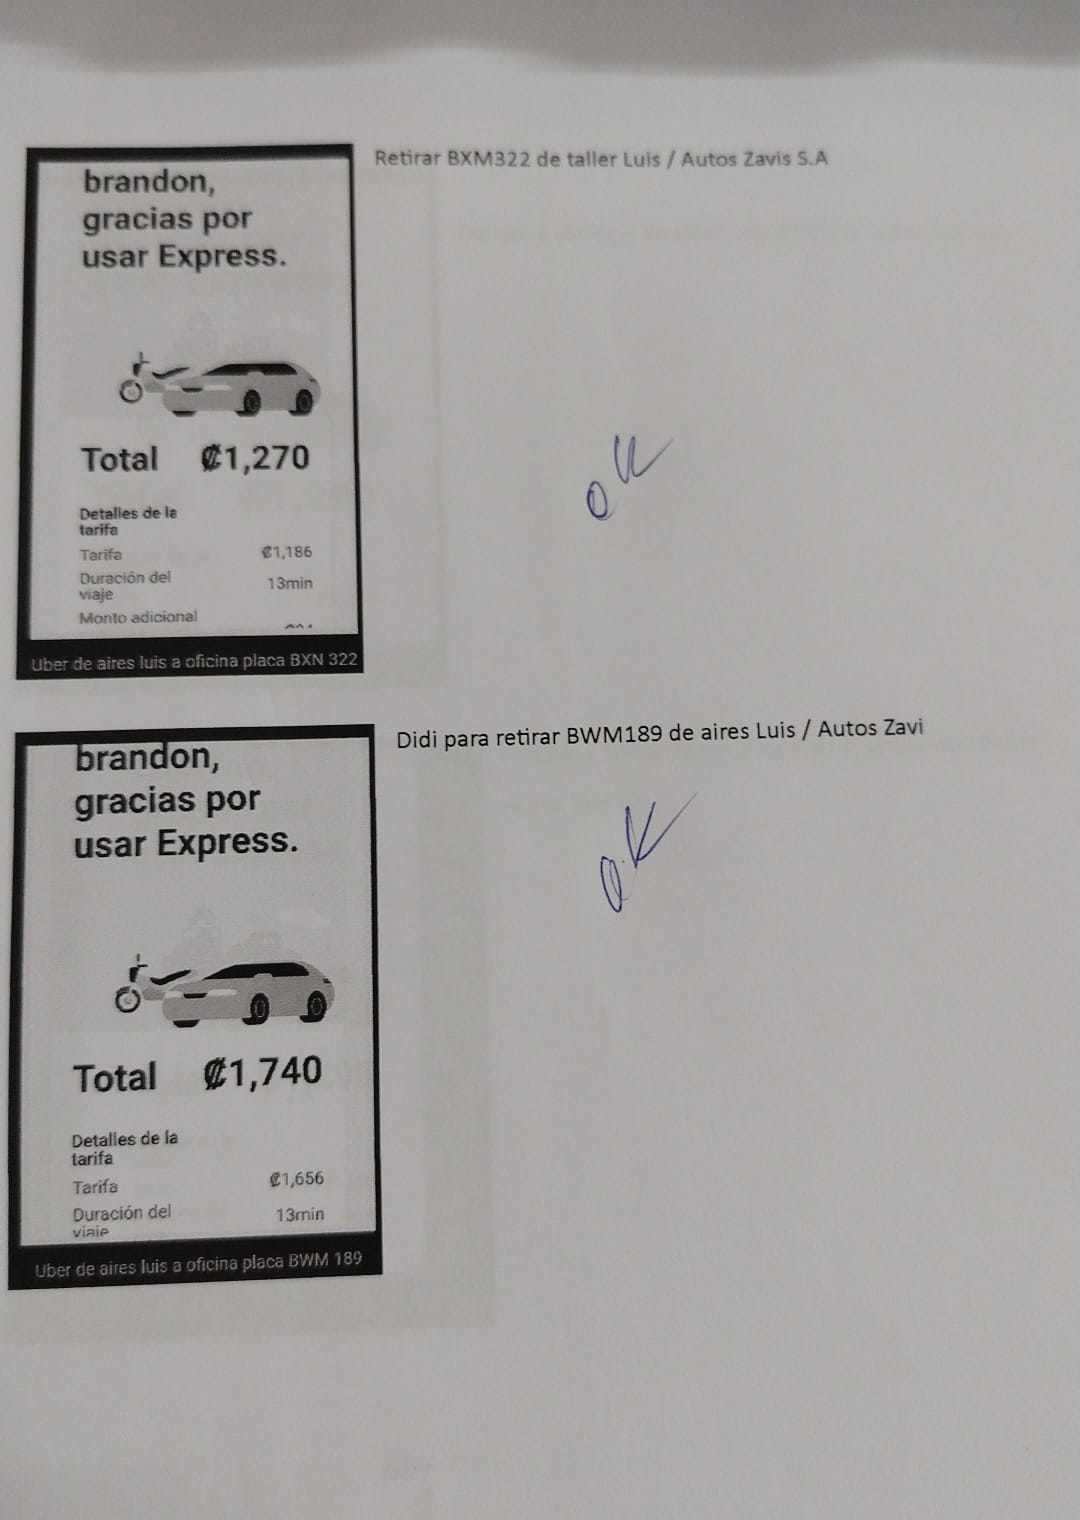 Retirar BXM322 de taller Luis / Autos Zavis S.A
brandon,
gracias por
usar Express.
Total ₡1,270
Detalles de la
tarifa
Tarifa ₡1,186
Duración del
viaje 13min
Monto adicional
Uber de aires luis a oficina placa BXN 322
ok
Didi para retirar BWM189 de aires Luis / Autos Zavi
brandon,
gracias por
usar Express.
Total ₡1,740
Detalles de la
tarifa
Tarifa ₡1,656
Duración del
viaje 13min
Uber de aires luis a oficina placa BWM 189
ok